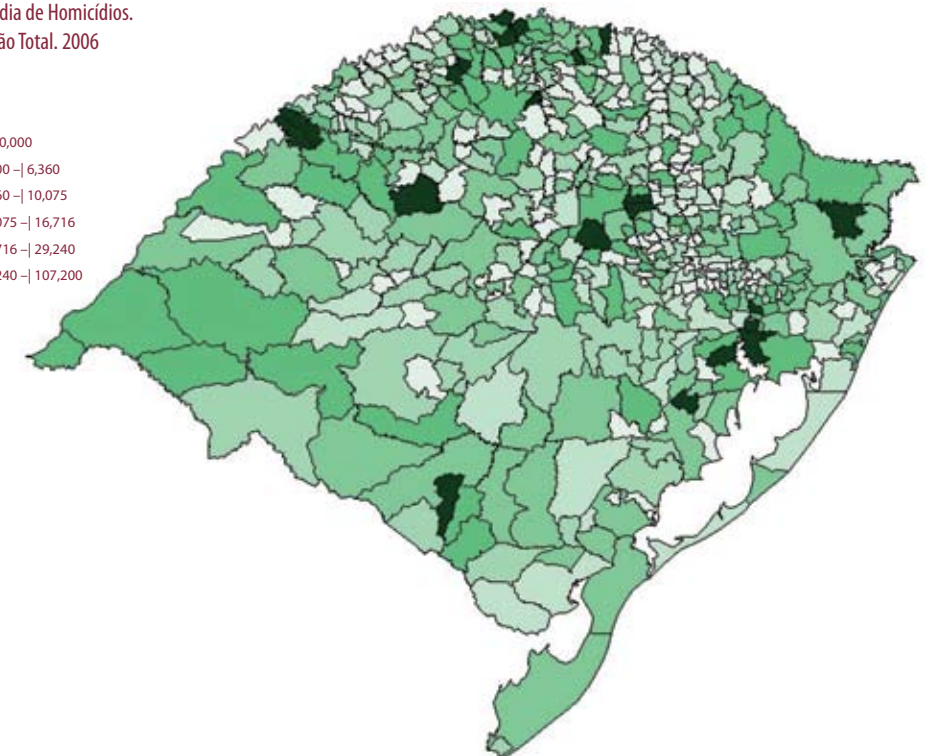 dia de Homicídios.
ão Total. 2006
0,000
00 –| 6,360
60 –| 10,075
075 –| 16,716
716 –| 29,240
240 –| 107,200